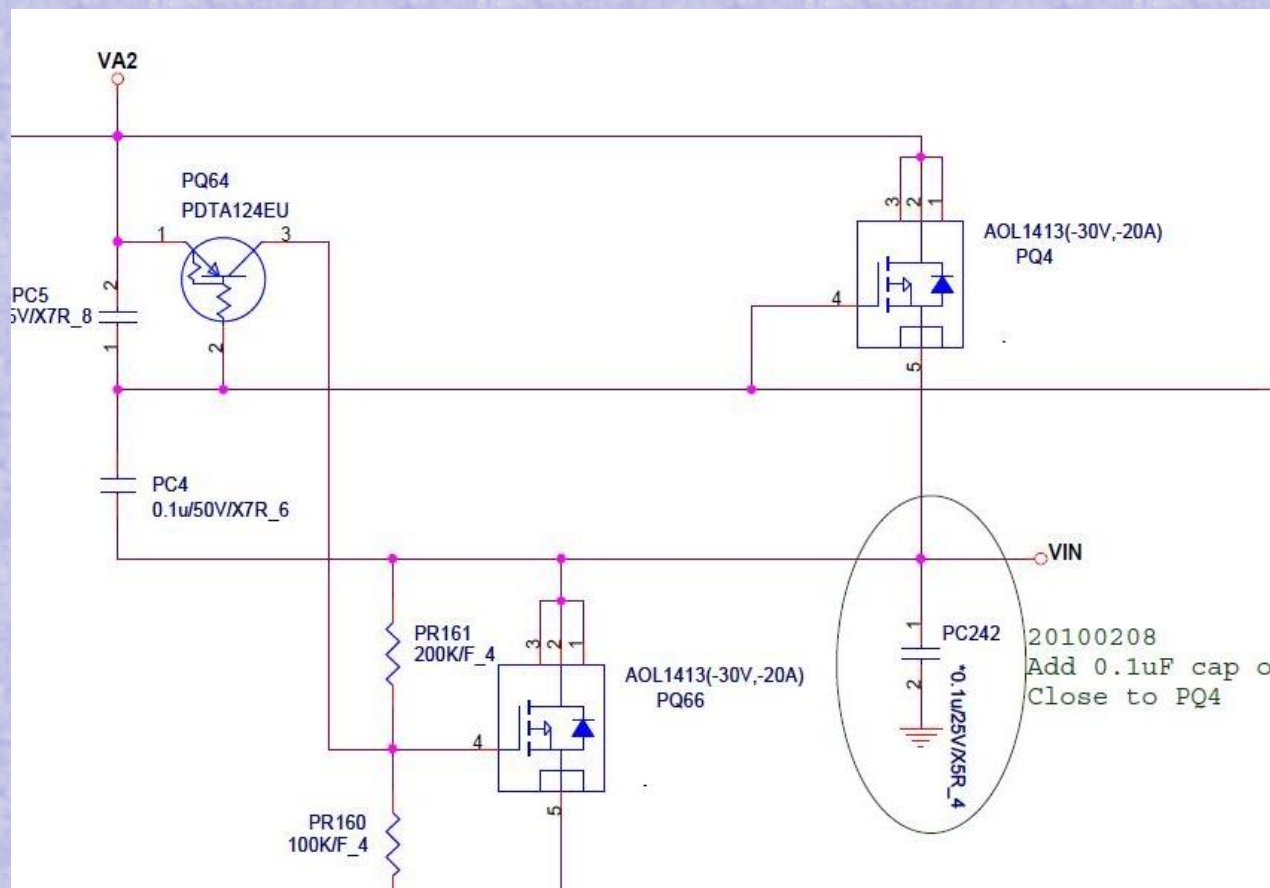 VA2
PQ64
PDTA124EU
1
3
2
3
2
1
AOL1413(-30V,-20A)
PQ4
4
5
2
PC5
5V/X7R_8
1
PC4
0.1u/50V/X7R_6
VIN
PR161
200K/F_4
3
2
1
AOL1413(-30V,-20A)
PQ66
4
5
1
PC242
2
*0.1u/25V/X5R_4
20100208
Add 0.1uF cap o
Close to PQ4
PR160
100K/F_4